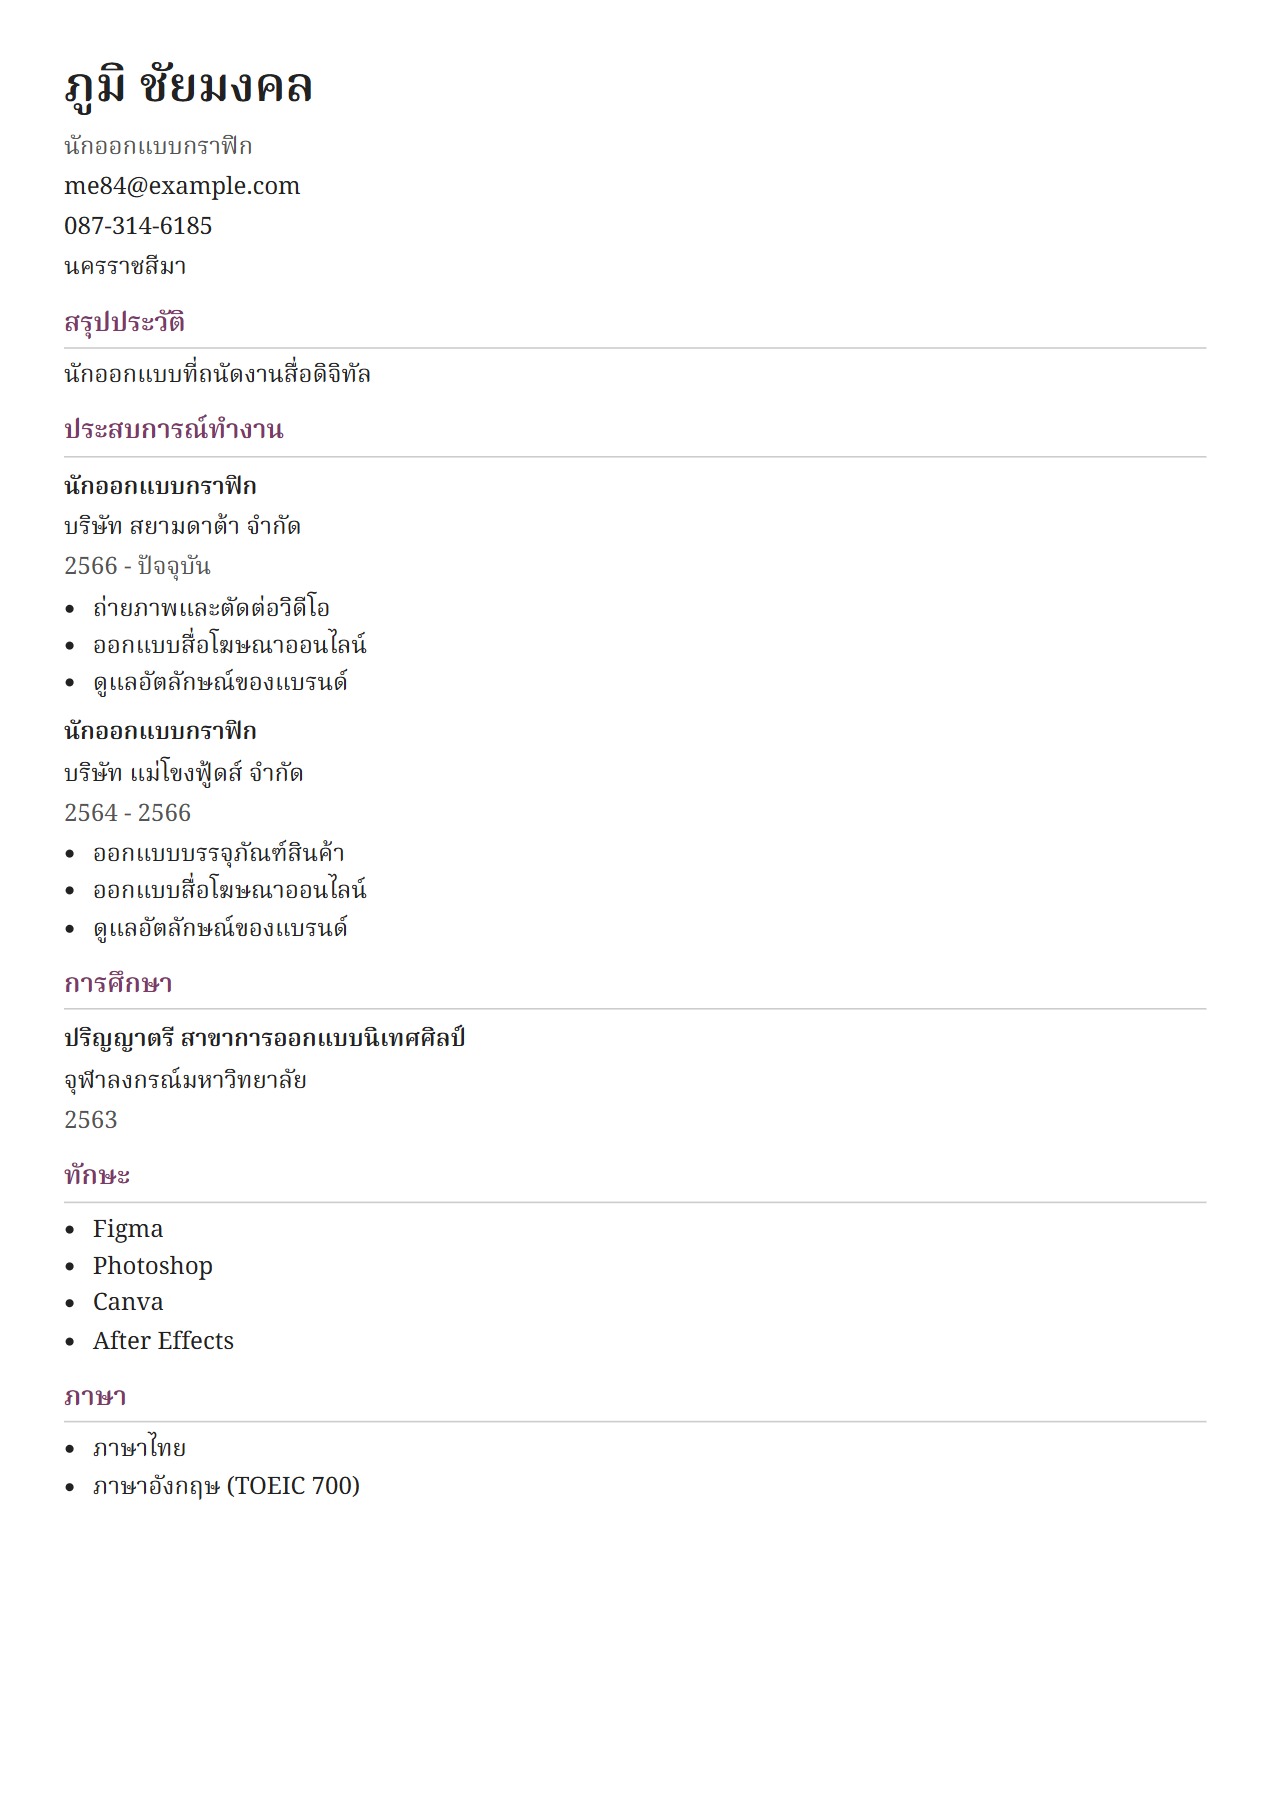 ภูมิ ชัยมงคล
นักออกแบบกราฟิก
me84@example.com
087-314-6185
นครราชสีมา
สรุปประวัติ
นักออกแบบที่ถนัดงานสื่อดิจิทัล
ประสบการณ์ทำงาน
นักออกแบบกราฟิก
บริษัท สยามดาต้า จำกัด
2566 - ปัจจุบัน
• ถ่ายภาพและตัดต่อวิดีโอ
• ออกแบบสื่อโฆษณาออนไลน์
• ดูแลอัตลักษณ์ของแบรนด์
นักออกแบบกราฟิก
บริษัท แม่โขงฟู้ดส์ จำกัด
2564 - 2566
• ออกแบบบรรจุภัณฑ์สินค้า
• ออกแบบสื่อโฆษณาออนไลน์
• ดูแลอัตลักษณ์ของแบรนด์
การศึกษา
ปริญญาตรี สาขาการออกแบบนิเทศศิลป์
จุฬาลงกรณ์มหาวิทยาลัย
2563
ทักษะ
• Figma
• Photoshop
• Canva
• After Effects
ภาษา
• ภาษาไทย
• ภาษาอังกฤษ (TOEIC 700)